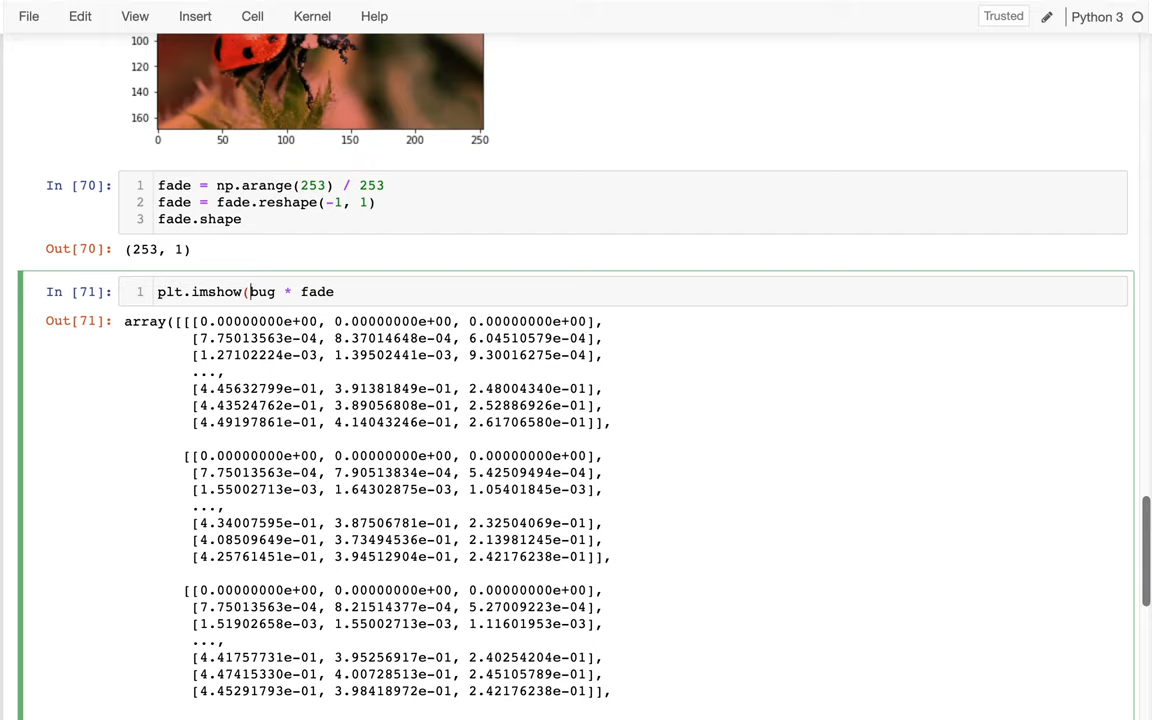 File Edit View Insert Cell Kernel Help Trusted Python 3
100
120
140
160
0 50 100 150 200 250
In [70]: 1 fade = np.arange(253) / 253
2 fade = fade.reshape(-1, 1)
3 fade.shape
Out[70]: (253, 1)
In [71]: 1 plt.imshow(bug * fade
Out[71]: array([[[0.00000000e+00, 0.00000000e+00, 0.00000000e+00],
[7.75013563e-04, 8.37014648e-04, 6.04510579e-04],
[1.27102224e-03, 1.39502441e-03, 9.30016275e-04],
...,
[4.45632799e-01, 3.91381849e-01, 2.48004340e-01],
[4.43524762e-01, 3.89056808e-01, 2.52886926e-01],
[4.49197861e-01, 4.14043246e-01, 2.61706580e-01]],
[[0.00000000e+00, 0.00000000e+00, 0.00000000e+00],
[7.75013563e-04, 7.90513834e-04, 5.42509494e-04],
[1.55002713e-03, 1.64302875e-03, 1.05401845e-03],
...,
[4.34007595e-01, 3.87506781e-01, 2.32504069e-01],
[4.08509649e-01, 3.73494536e-01, 2.13981245e-01],
[4.25761451e-01, 3.94512904e-01, 2.42176238e-01]],
[[0.00000000e+00, 0.00000000e+00, 0.00000000e+00],
[7.75013563e-04, 8.21514377e-04, 5.27009223e-04],
[1.51902658e-03, 1.55002713e-03, 1.11601953e-03],
...,
[4.41757731e-01, 3.95256917e-01, 2.40254204e-01],
[4.47415330e-01, 4.00728513e-01, 2.45105789e-01],
[4.45291793e-01, 3.98418972e-01, 2.42176238e-01]],